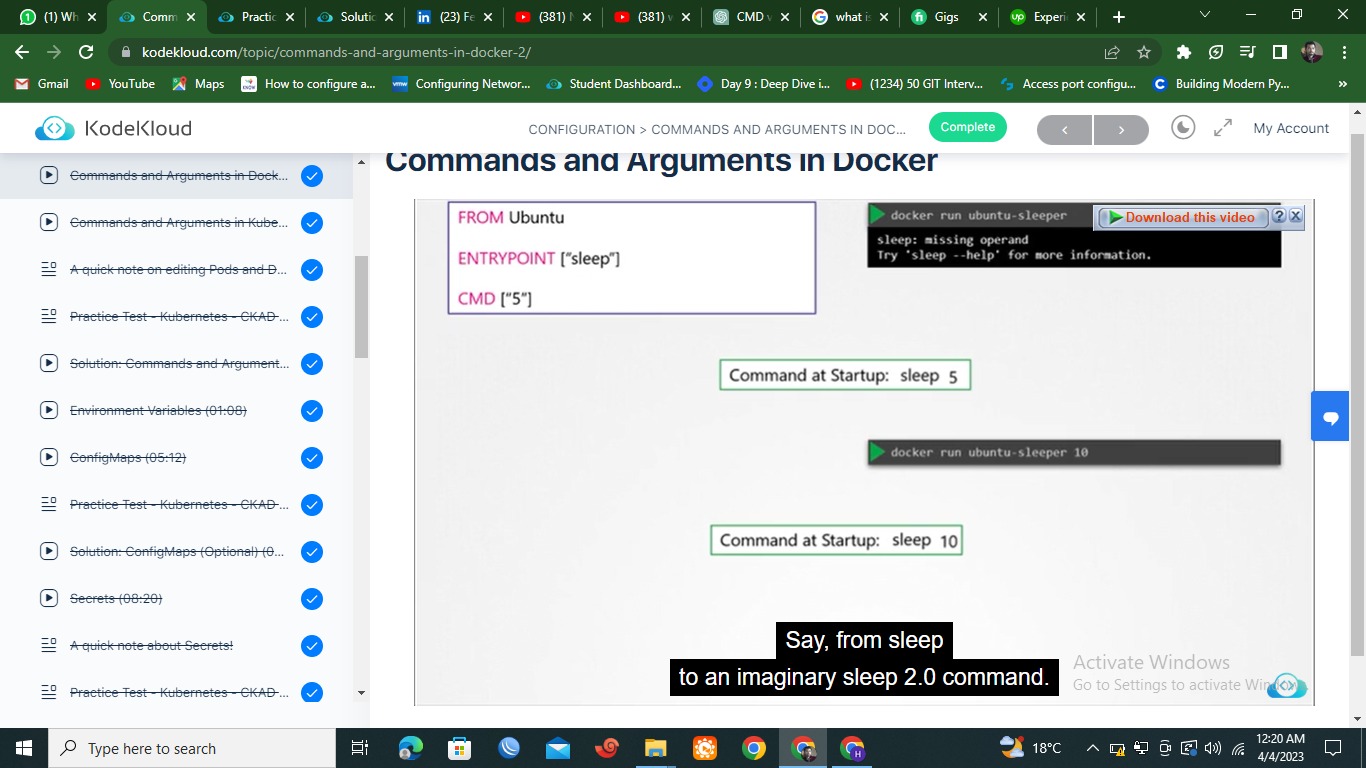 (1) Wh
Comm
Practic
Solutic
(23) Fe
(381)
(381)
CMD v
what is
Gigs
Experi
kodekloud.com/topic/commands-and-arguments-in-docker-2/
Gmail
YouTube
Maps
How to configure a...
Configuring Networ...
Student Dashboard...
Day 9 : Deep Dive i...
(1234) 50 GIT Interv...
Access port configu...
Building Modern Py...
»
KodeKloud
CONFIGURATION > COMMANDS AND ARGUMENTS IN DOC...
Complete
My Account
Commands and Arguments in Dock...
Commands and Arguments in Kube...
A quick note on editing Pods and D...
Practice Test - Kubernetes - CKAD ...
Solution: Commands and Argument...
Environment Variables (01:08)
ConfigMaps (05:12)
Practice Test - Kubernetes - CKAD ...
Solution: ConfigMaps (Optional) (0...
Secrets (08:20)
A quick note about Secrets!
Practice Test - Kubernetes - CKAD ...
Commands and Arguments in Docker
FROM Ubuntu
ENTRYPOINT ["sleep"]
CMD ["5"]
docker run ubuntu-sleeper
Download this video
sleep: missing operand
Try 'sleep --help' for more information.
Command at Startup: sleep 5
docker run ubuntu-sleeper 10
Command at Startup: sleep 10
Say, from sleep
to an imaginary sleep 2.0 command.
Activate Windows
Go to Settings to activate
Type here to search
18°C
12:20 AM
4/4/2023